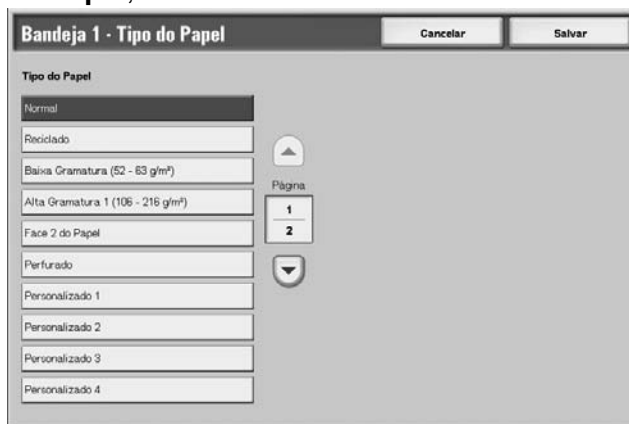 Bandeja 1 - Tipo do Papel
Cancelar
Salvar
Tipo do Papel
Normal
Reciclado
Baixa Gramatura (52 - 63 g/m²)
Alta Gramatura 1 (106 - 216 g/m²)
Face 2 do Papel
Perfurado
Personalizado 1
Personalizado 2
Personalizado 3
Personalizado 4
Página
1
2